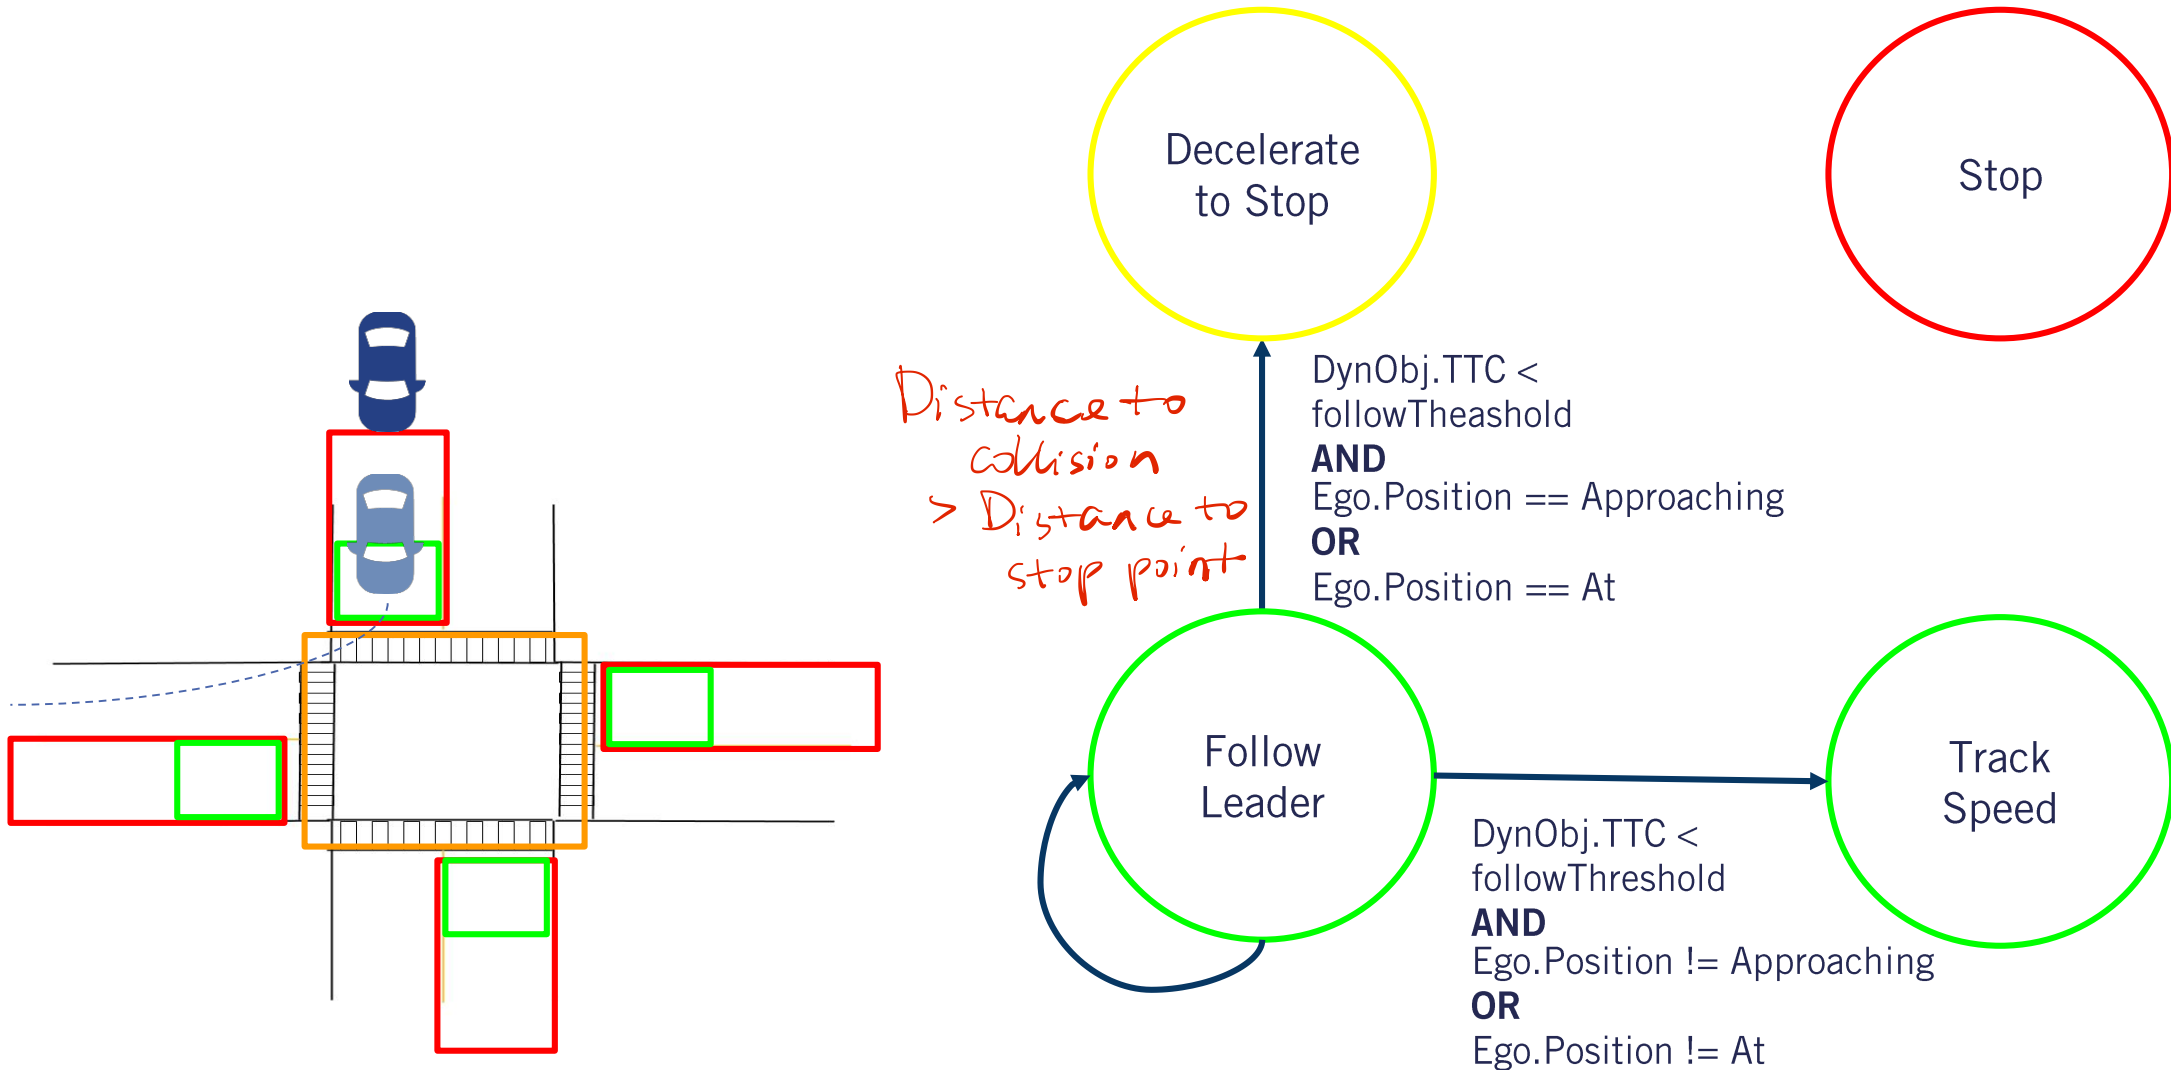 Decelerate
to Stop
Stop
Distance to
collision
> Distance to
stop point
DynObj.TTC <
followTheashold
AND
Ego.Position == Approaching
OR
Ego.Position == At
Follow
Leader
Track
Speed
DynObj.TTC <
followThreshold
AND
Ego.Position != Approaching
OR
Ego.Position != At